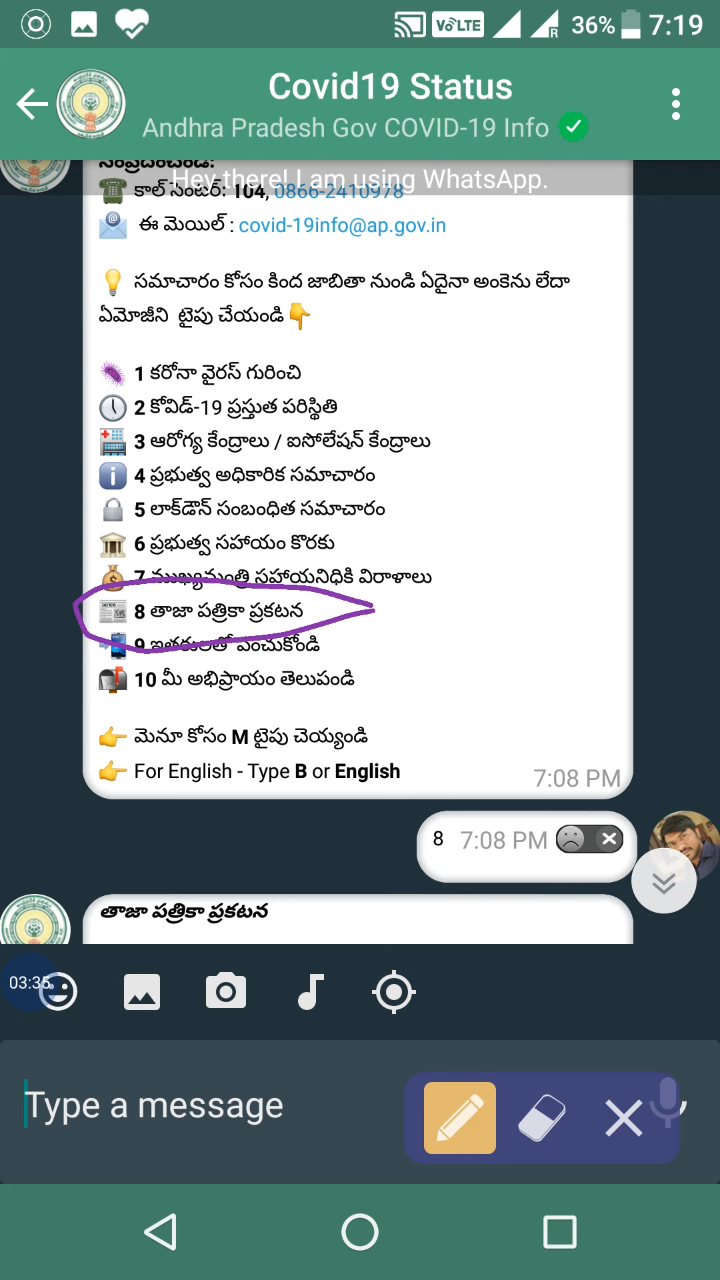 36% 7:19
VoLTE
R
Covid19 Status
Andhra Pradesh Gov COVID-19 Info
Hey there! I am using WhatsApp.
సంప్రదించండి:
కాల్ సెంటర్: 104, 0866-2410978
ఈ మెయిల్ : covid-19info@ap.gov.in
💡 సమాచారం కోసం కింద జాబితా నుండి ఏదైనా అంకెను లేదా
ఏమోజీని టైపు చేయండి 👇
1 కరోనా వైరస్ గురించి
2 కోవిడ్-19 ప్రస్తుత పరిస్థితి
3 ఆరోగ్య కేంద్రాలు / ఐసోలేషన్ కేంద్రాలు
4 ప్రభుత్వ అధికారిక సమాచారం
5 లాక్‌డౌన్ సంబంధిత సమాచారం
6 ప్రభుత్వ సహాయం కొరకు
7 ముఖ్యమంత్రి సహాయనిధికి విరాళాలు
8 తాజా పత్రికా ప్రకటన
9 ఇతరులతో పంచుకోండి
10 మీ అభిప్రాయం తెలుపండి
👉 మెనూ కోసం M టైపు చెయ్యండి
👉 For English - Type B or English
7:08 PM
8 7:08 PM
తాజా పత్రికా ప్రకటన
03:35
Type a message